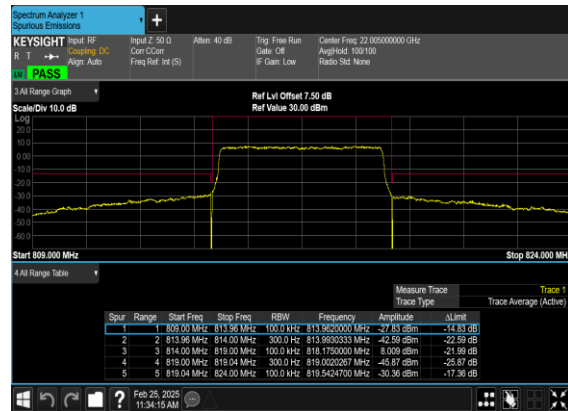 Spectrum Analyzer 1
Spurious Emissions
KEYSIGHT Input: RF Input Z: 50 Ω Atten: 40 dB Trig: Free Run Center Freq: 22.005000000 GHz
R T Coupling: DC Corr CCorr Gate: Off Avg|Hold: 100/100
Align: Auto Freq Ref: Int (S) IF Gain: Low Radio Std: None
LXI PASS
3 All Range Graph
Ref Lvl Offset 7.50 dB
Scale/Div 10.0 dB Ref Value 30.00 dBm
Log
20.0
10.0
0.00
-10.0
-20.0
-30.0
-40.0
-50.0
-60.0
Start 809.000 MHz Stop 824.000 MH
4 All Range Table
Measure Trace Trace 1
Trace Type Trace Average (Active)
Spur Range Start Freq Stop Freq RBW Frequency Amplitude ΔLimit
1 1 809.00 MHz 813.96 MHz 100.0 kHz 813.9620000 MHz -27.83 dBm -14.83 dB
2 2 813.96 MHz 814.00 MHz 300.0 Hz 813.9930333 MHz -42.59 dBm -22.59 dB
3 3 814.00 MHz 819.00 MHz 100.0 kHz 818.1750000 MHz 8.009 dBm -21.99 dB
4 4 819.00 MHz 819.04 MHz 300.0 Hz 819.0020267 MHz -45.87 dBm -25.87 dB
5 5 819.04 MHz 824.00 MHz 100.0 kHz 819.5424700 MHz -30.36 dBm -17.36 dB
Feb 25, 2025
11:34:15 AM